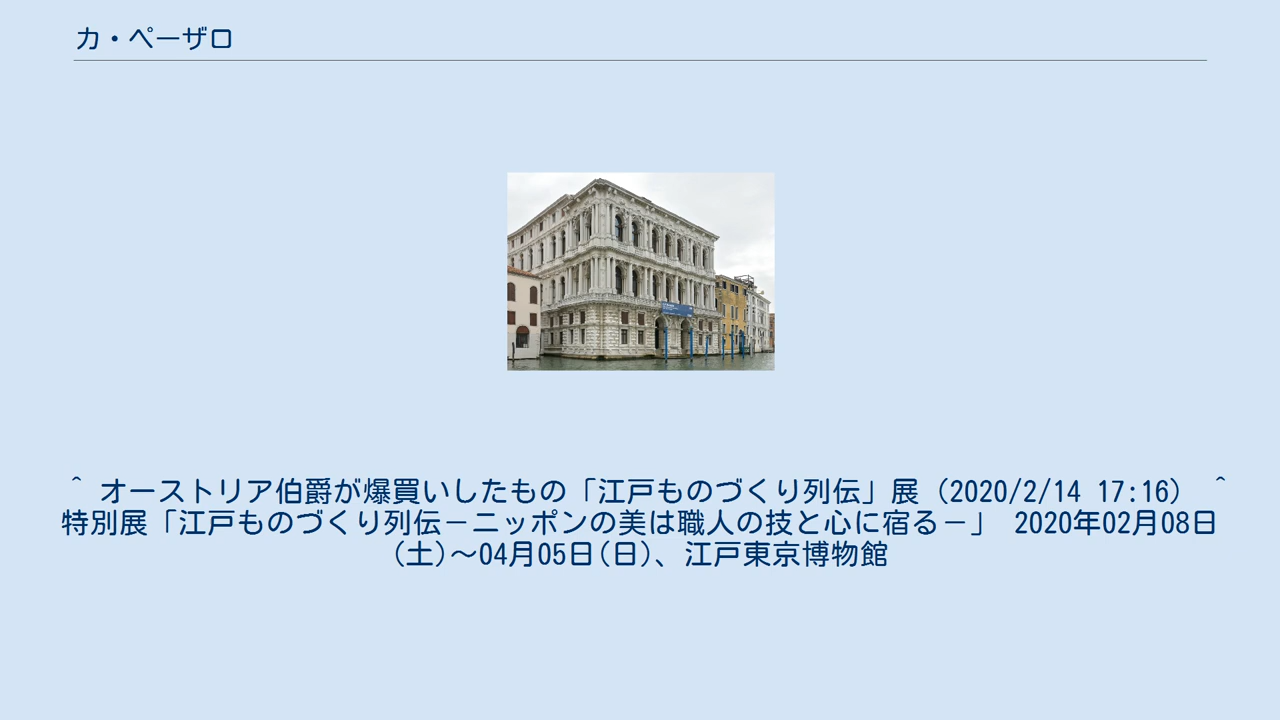 カ・ペーザロ
^ オーストリア伯爵が爆買いしたもの「江戸ものづくり列伝」展（2020/2/14 17:16） ^
特別展「江戸ものづくり列伝－ニッポンの美は職人の技と心に宿る－」 2020年02月08日
(土)～04月05日(日)、江戸東京博物館